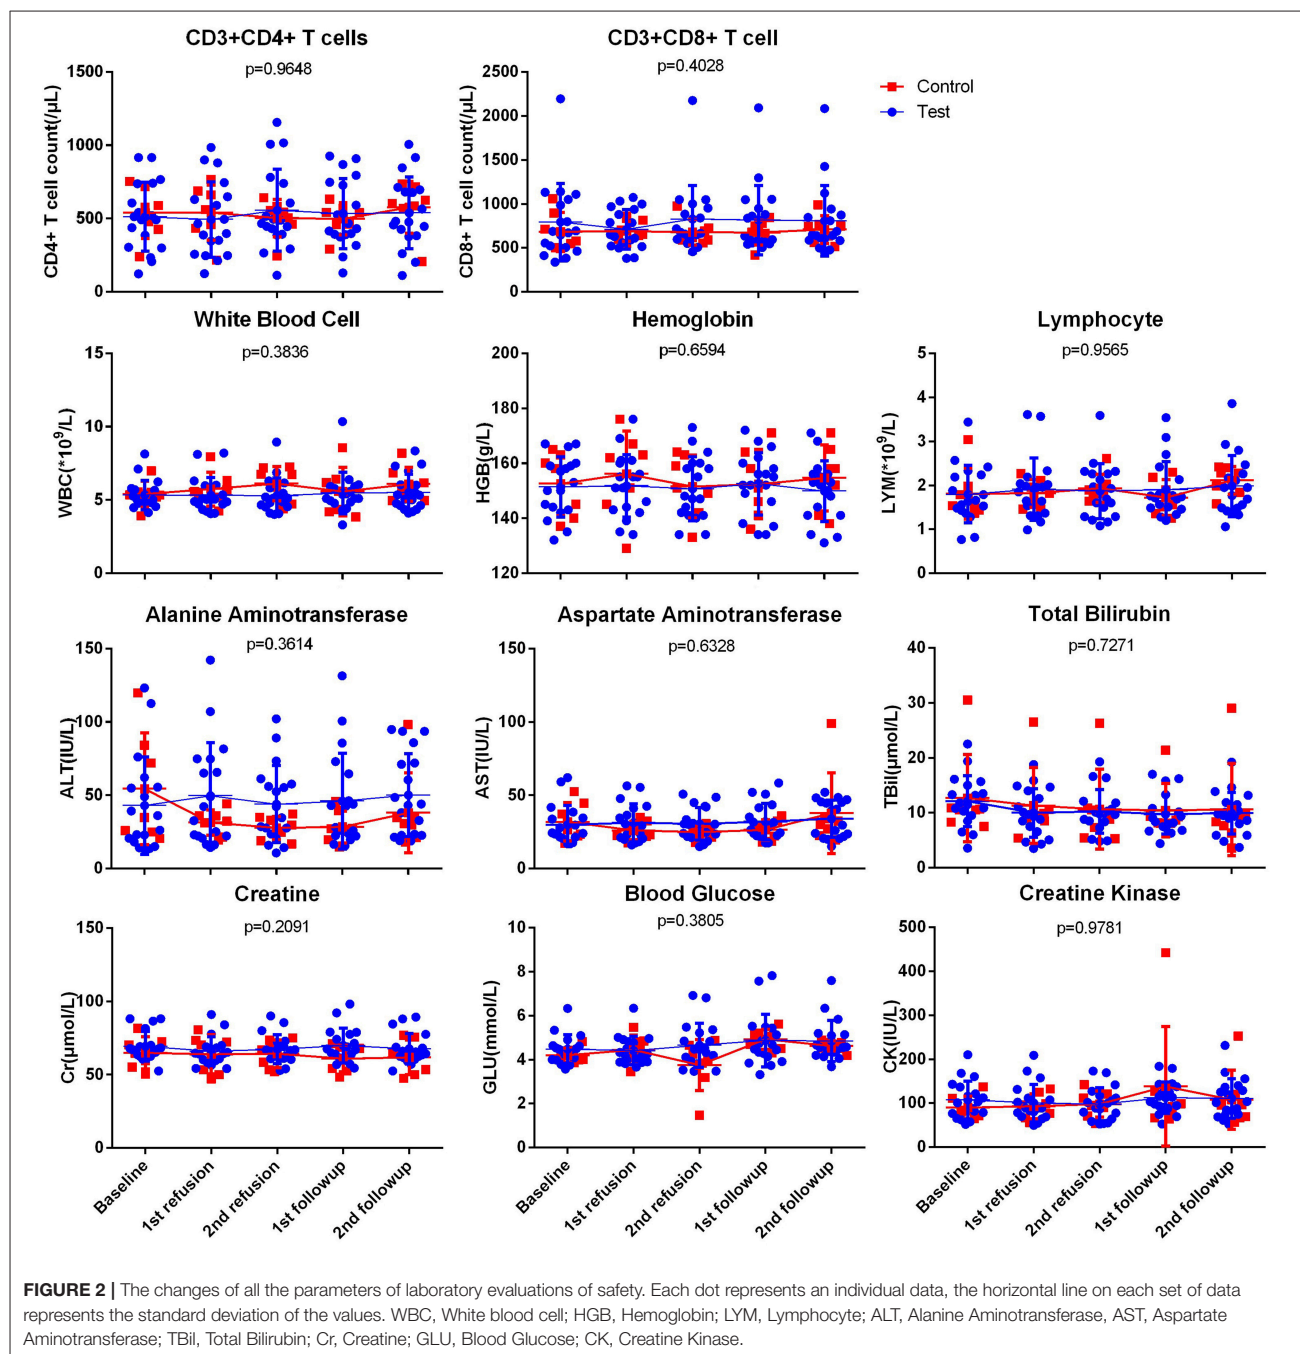 CD3+CD4+ T cells
p=0.9648
CD4+ T cell count(/μL)
1500
1000
500
0
CD3+CD8+ T cell
p=0.4028
CD8+ T cell count(/μL)
2500
2000
1500
1000
500
0
Control
Test
White Blood Cell
p=0.3836
WBC(*10^9/L)
15
10
5
0
Hemoglobin
p=0.6594
HGB(g/L)
200
180
160
140
120
Lymphocyte
p=0.9565
LYM(*10^9/L)
5
4
3
2
1
0
Alanine Aminotransferase
p=0.3614
ALT(IU/L)
150
100
50
0
Aspartate Aminotransferase
p=0.6328
AST(IU/L)
150
100
50
0
Total Bilirubin
p=0.7271
TBil(μmol/L)
40
30
20
10
0
Creatine
p=0.2091
Cr(μmol/L)
150
100
50
0
Baseline
1st refusion
2nd refusion
1st followup
2nd followup
Blood Glucose
p=0.3805
GLU(mmol/L)
10
8
6
4
2
0
Baseline
1st refusion
2nd refusion
1st followup
2nd followup
Creatine Kinase
p=0.9781
CK(IU/L)
500
400
300
200
100
0
Baseline
1st refusion
2nd refusion
1st followup
2nd followup
FIGURE 2 | The changes of all the parameters of laboratory evaluations of safety. Each dot represents an individual data, the horizontal line on each set of data
represents the standard deviation of the values. WBC, White blood cell; HGB, Hemoglobin; LYM, Lymphocyte; ALT, Alanine Aminotransferase, AST, Aspartate
Aminotransferase; TBil, Total Bilirubin; Cr, Creatine; GLU, Blood Glucose; CK, Creatine Kinase.